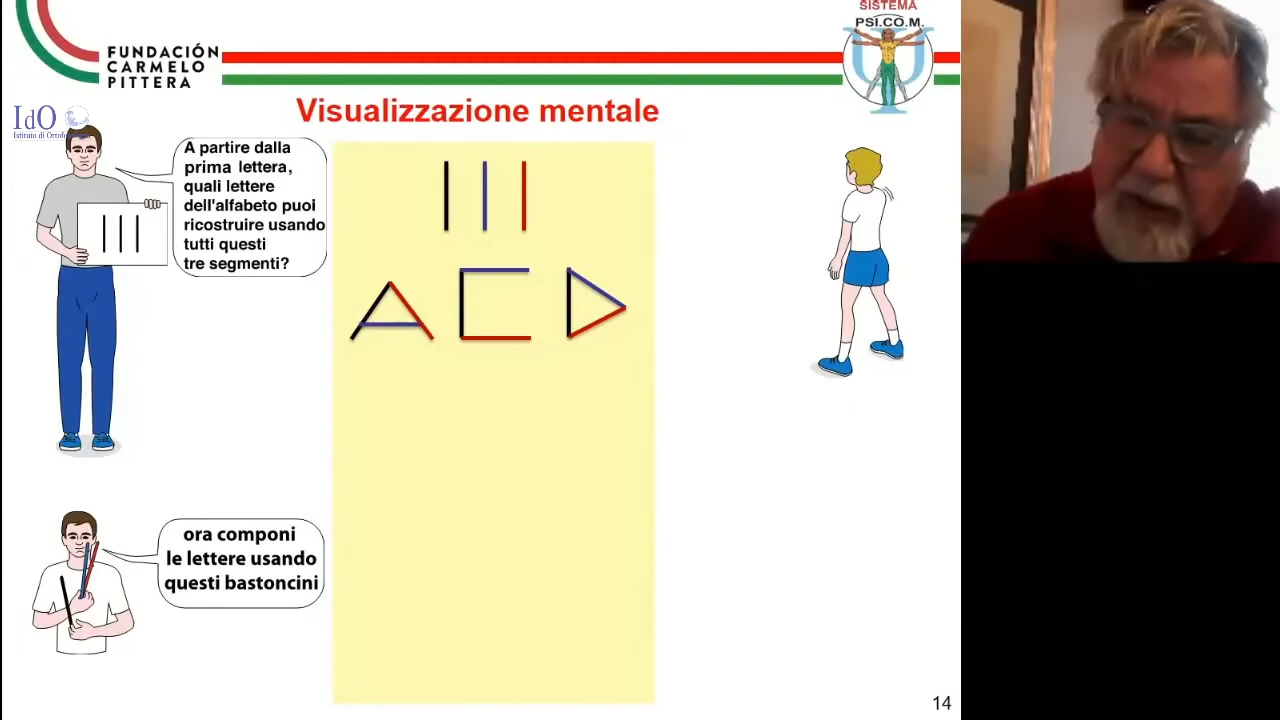 SISTEMA
PSI.CO.M.
FUNDACIÓN
CARMELO
PITTERA
IdO
Visualizzazione mentale
A partire dalla
prima lettera,
quali lettere
dell'alfabeto puoi
ricostruire usando
tutti questi
tre segmenti?
A C D
ora componi
le lettere usando
questi bastoncini
14